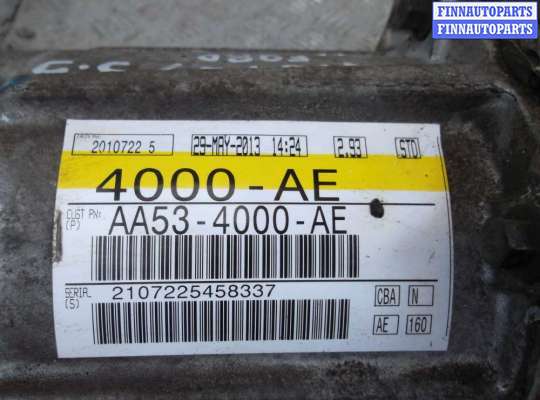 FINNAUTOPARTS
FINNAUTOPARTS
2010722 5 29-MAY-2013 14:24 2.93 STD
4000-AE
CUST PN:
(P) AA53-4000-AE
SERIAL
(S) 2107225458337
CBA N
AE 160